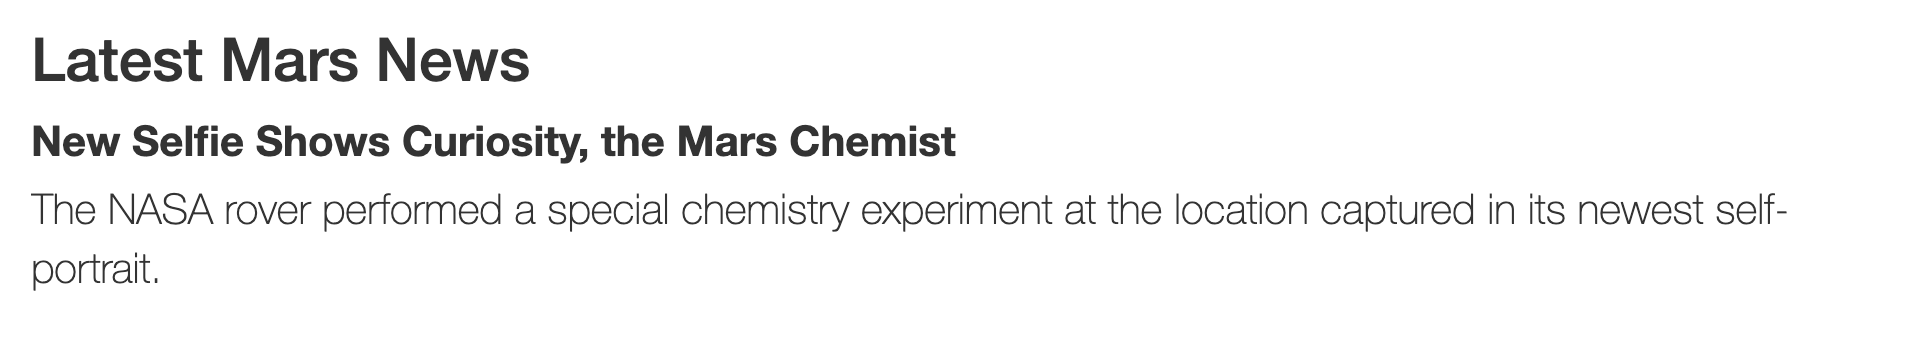 Latest Mars News
New Selfie Shows Curiosity, the Mars Chemist
The NASA rover performed a special chemistry experiment at the location captured in its newest self-
portrait.